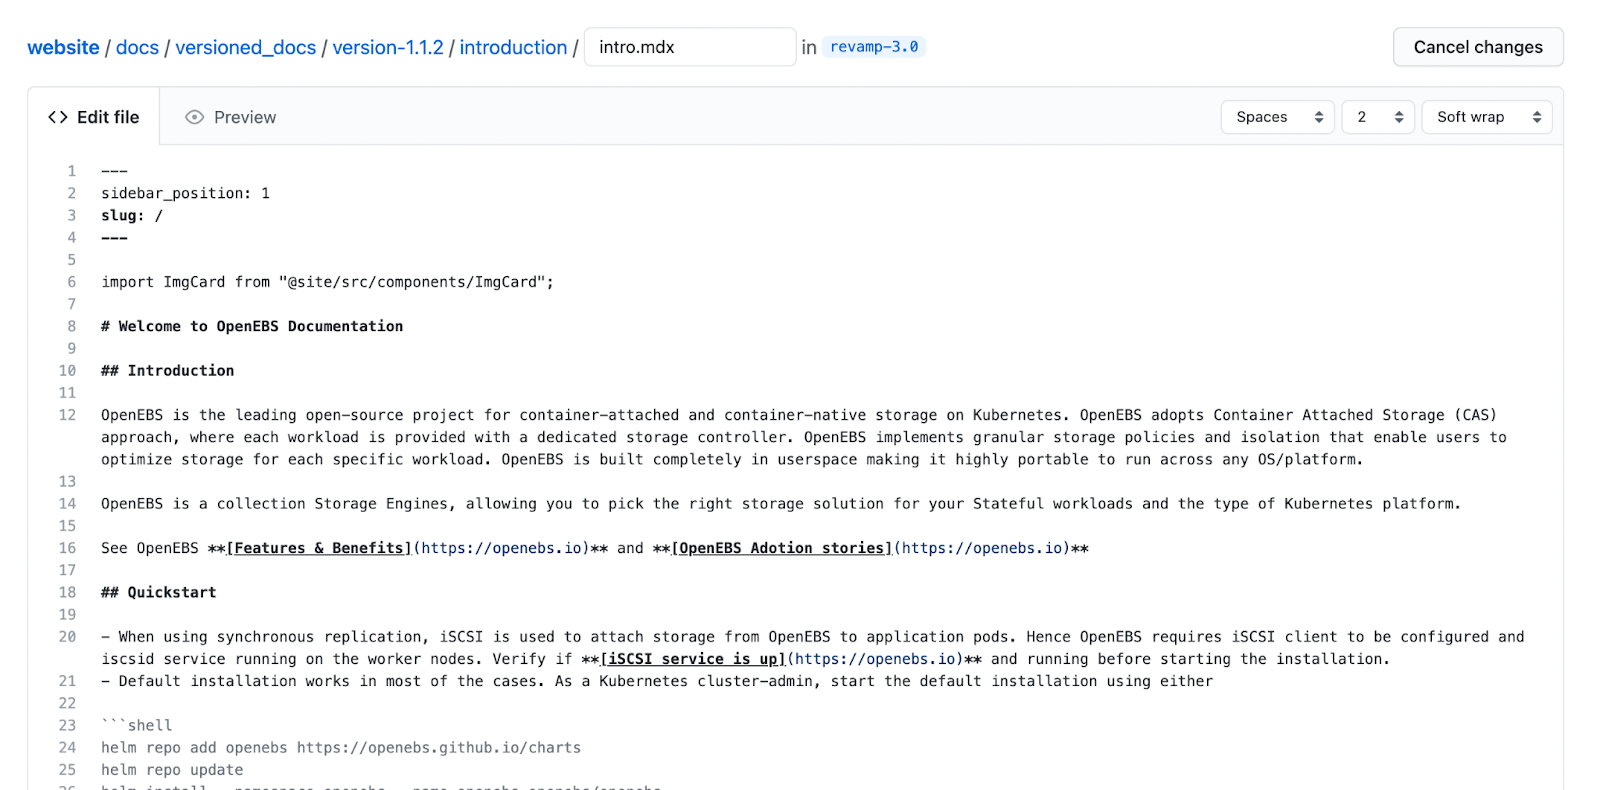 website / docs / versioned_docs / version-1.1.2 / introduction / intro.mdx in revamp-3.0 Cancel changes
<> Edit file Preview Spaces 2 Soft wrap
1 ---
2 sidebar_position: 1
3 slug: /
4 ---
5
6 import ImgCard from "@site/src/components/ImgCard";
7
8 # Welcome to OpenEBS Documentation
9
10 ## Introduction
11
12 OpenEBS is the leading open-source project for container-attached and container-native storage on Kubernetes. OpenEBS adopts Container Attached Storage (CAS)
approach, where each workload is provided with a dedicated storage controller. OpenEBS implements granular storage policies and isolation that enable users to
optimize storage for each specific workload. OpenEBS is built completely in userspace making it highly portable to run across any OS/platform.
13
14 OpenEBS is a collection Storage Engines, allowing you to pick the right storage solution for your Stateful workloads and the type of Kubernetes platform.
15
16 See OpenEBS **[Features & Benefits](https://openebs.io)** and **[OpenEBS Adotion stories](https://openebs.io)**
17
18 ## Quickstart
19
20 - When using synchronous replication, iSCSI is used to attach storage from OpenEBS to application pods. Hence OpenEBS requires iSCSI client to be configured and
iscsid service running on the worker nodes. Verify if **[iSCSI service is up](https://openebs.io)** and running before starting the installation.
21 - Default installation works in most of the cases. As a Kubernetes cluster-admin, start the default installation using either
22
23 ```shell
24 helm repo add openebs https://openebs.github.io/charts
25 helm repo update